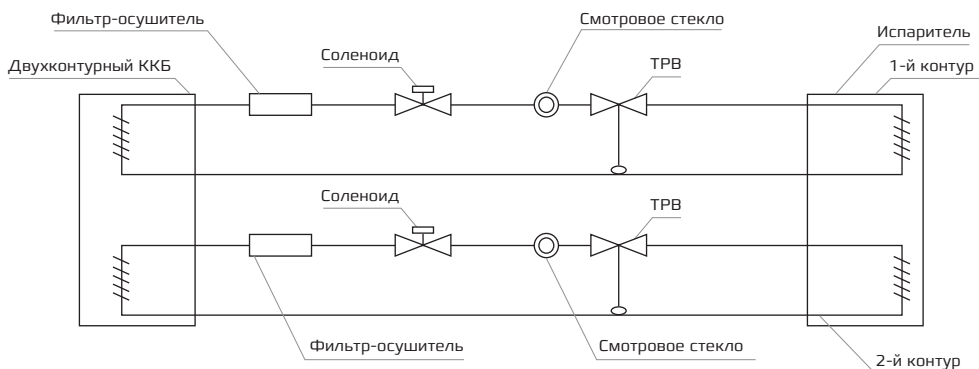 Фильтр-осушитель
Смотровое стекло
Испаритель
Соленоид
Двухконтурный ККБ
ТРВ
1-й контур
Соленоид
ТРВ
Фильтр-осушитель
Смотровое стекло
2-й контур